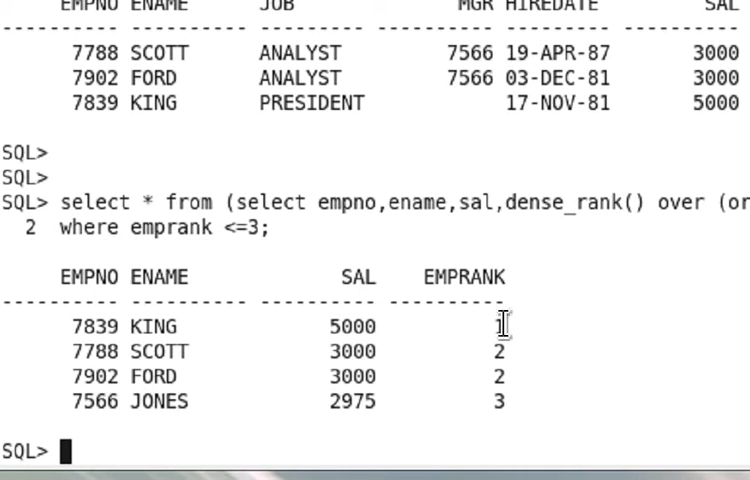 EMPNO ENAME JOB MGR HIREDATE SAL
---------- ---------- --------- ---------- --------- ----------
7788 SCOTT ANALYST 7566 19-APR-87 3000
7902 FORD ANALYST 7566 03-DEC-81 3000
7839 KING PRESIDENT 17-NOV-81 5000
SQL>
SQL>
SQL> select * from (select empno,ename,sal,dense_rank() over (or
2 where emprank <=3;
EMPNO ENAME SAL EMPRANK
---------- ---------- ---------- ----------
7839 KING 5000 1
7788 SCOTT 3000 2
7902 FORD 3000 2
7566 JONES 2975 3
SQL>